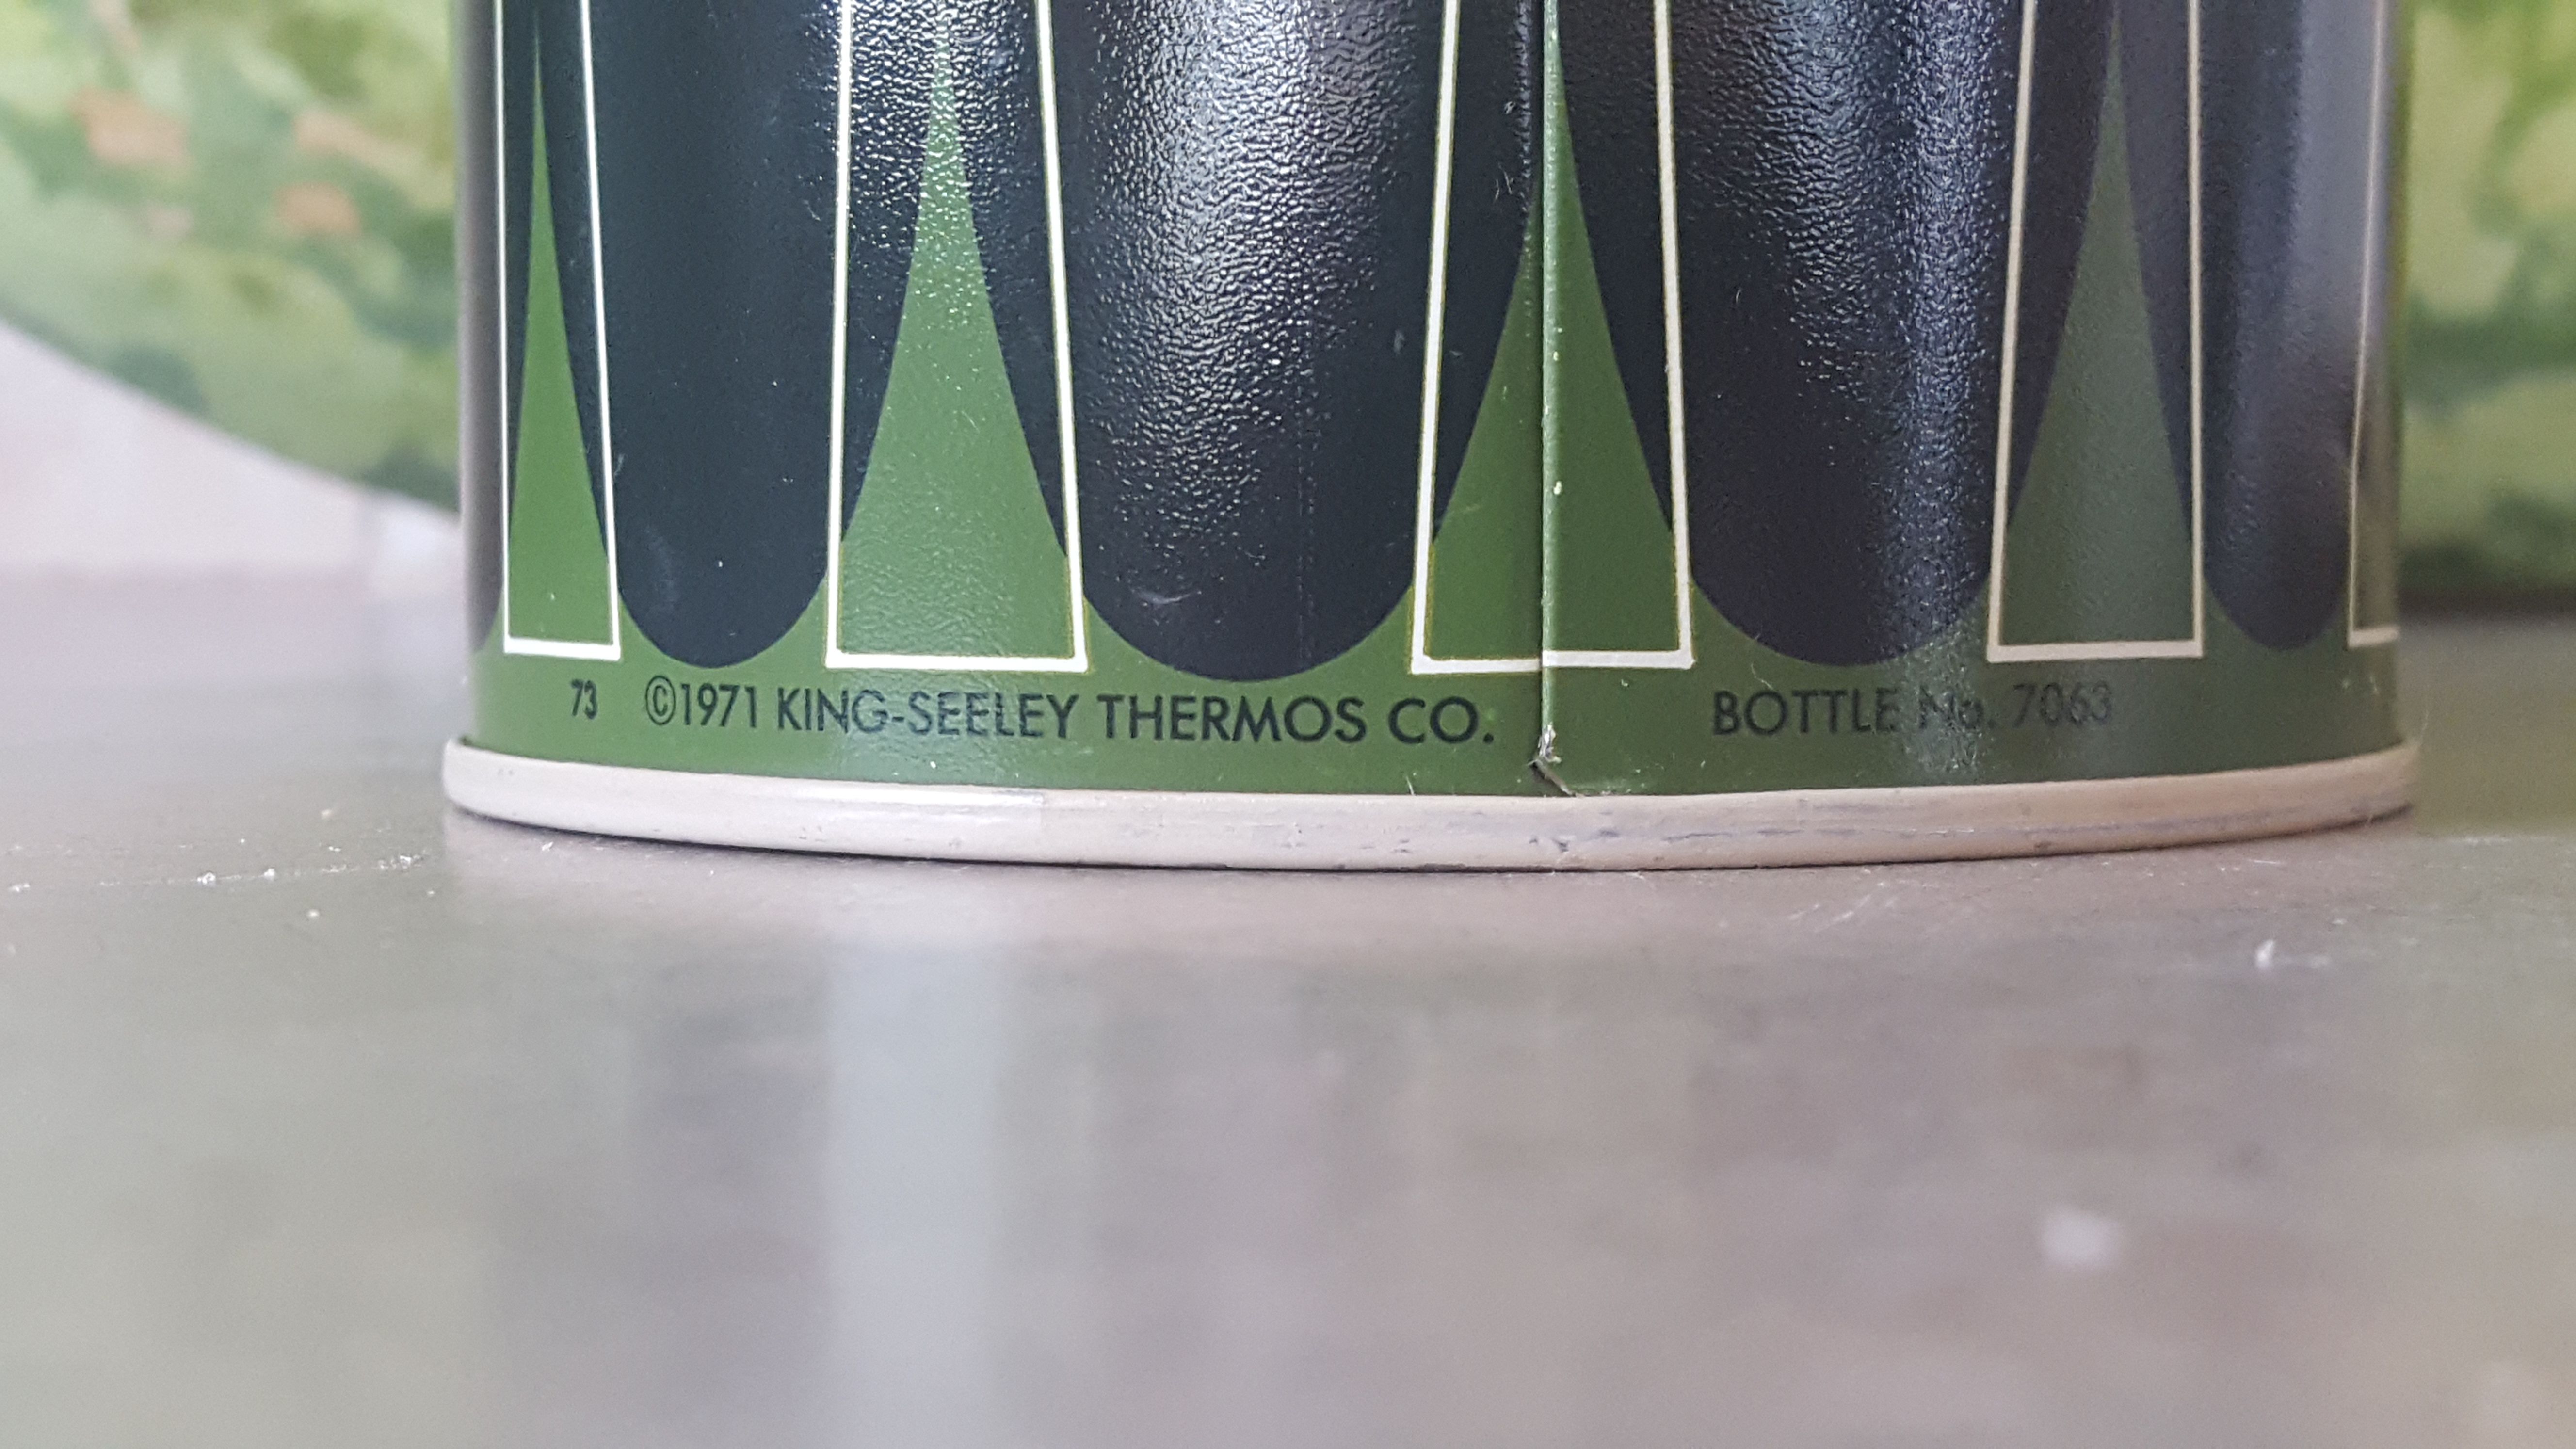 73 ©1971 KING-SEELEY THERMOS CO. BOTTLE No. 7063